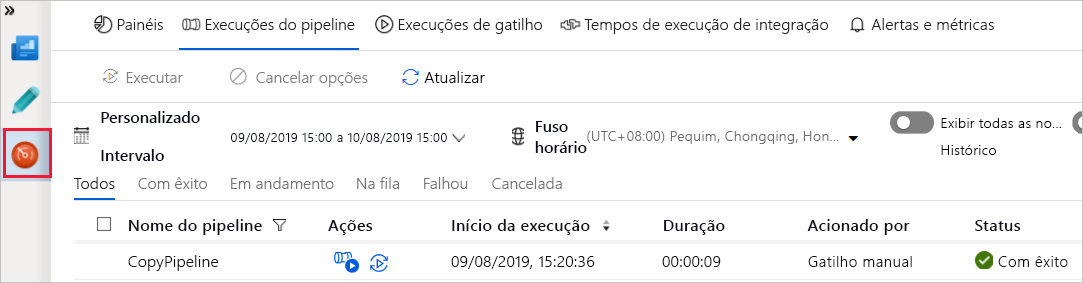 Painéis Execuções do pipeline Execuções de gatilho Tempos de execução de integração Alertas e métricas
Executar Cancelar opções Atualizar
Personalizado
Intervalo
09/08/2019 15:00 a 10/08/2019 15:00
Fuso
horário
(UTC+08:00) Pequim, Chongqing, Hon...
Exibir todas as no...
Histórico
Todos Com êxito Em andamento Na fila Falhou Cancelada
Nome do pipeline Ações Início da execução Duração Acionado por Status
CopyPipeline 09/08/2019, 15:20:36 00:00:09 Gatilho manual Com êxito